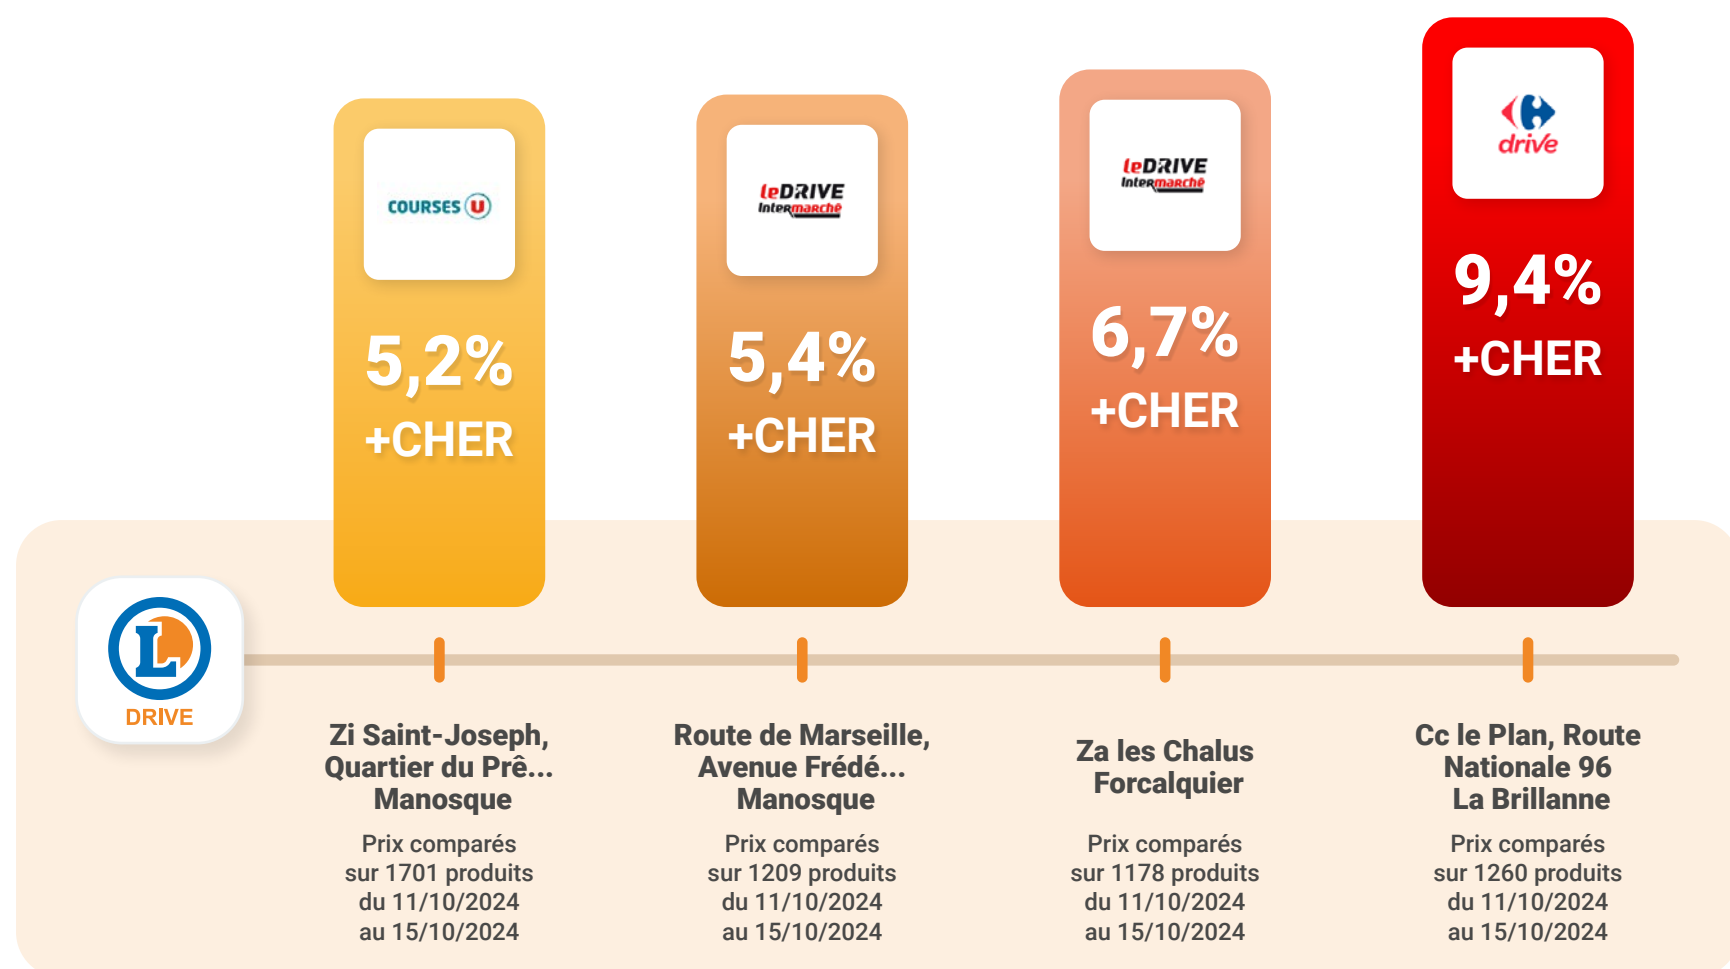 COURSES U
5,2%
+CHER
leDRIVE
Intermarché
5,4%
+CHER
leDRIVE
Intermarché
6,7%
+CHER
drive
9,4%
+CHER
L
DRIVE
Zi Saint-Joseph,
Quartier du Prê...
Manosque
Prix comparés
sur 1701 produits
du 11/10/2024
au 15/10/2024
Route de Marseille,
Avenue Frédé...
Manosque
Prix comparés
sur 1209 produits
du 11/10/2024
au 15/10/2024
Za les Chalus
Forcalquier
Prix comparés
sur 1178 produits
du 11/10/2024
au 15/10/2024
Cc le Plan, Route
Nationale 96
La Brillanne
Prix comparés
sur 1260 produits
du 11/10/2024
au 15/10/2024